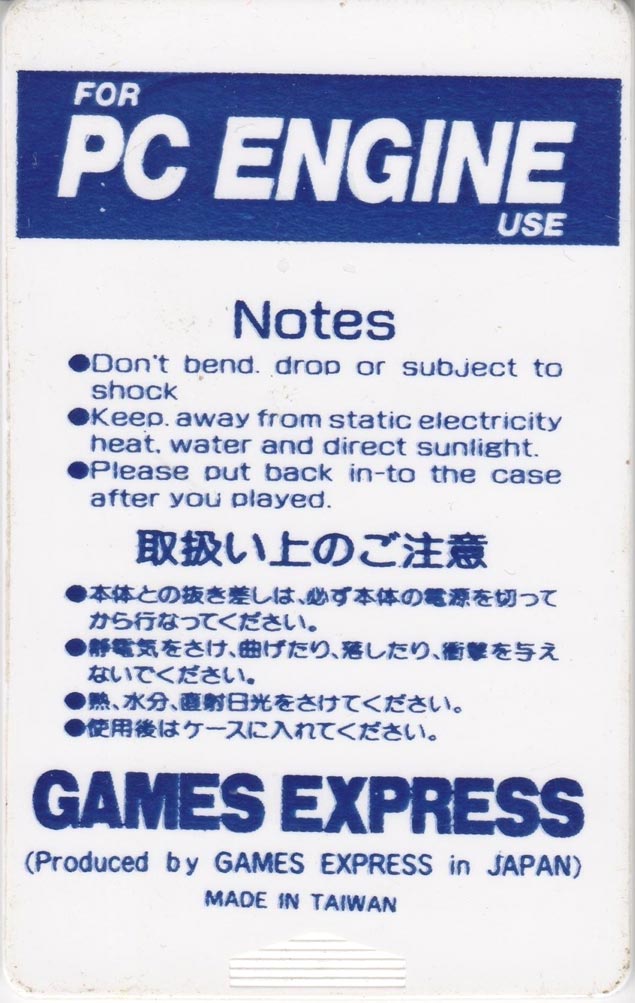 FOR
PC ENGINE
USE
Notes
●Don't bend. drop or subject to
shock
●Keep. away from static electricity
heat. water and direct sunlight.
●Please put back in-to the case
after you played.
取扱い上のご注意
●本体との抜き差しは、必ず本体の電源を切って
から行なってください。
●静電気をさけ、曲げたり、落したり、衝撃を与え
ないでください。
●熱、水分、直射日光をさけてください。
●使用後はケースに入れてください。
GAMES EXPRESS
(Produced by GAMES EXPRESS in JAPAN)
MADE IN TAIWAN